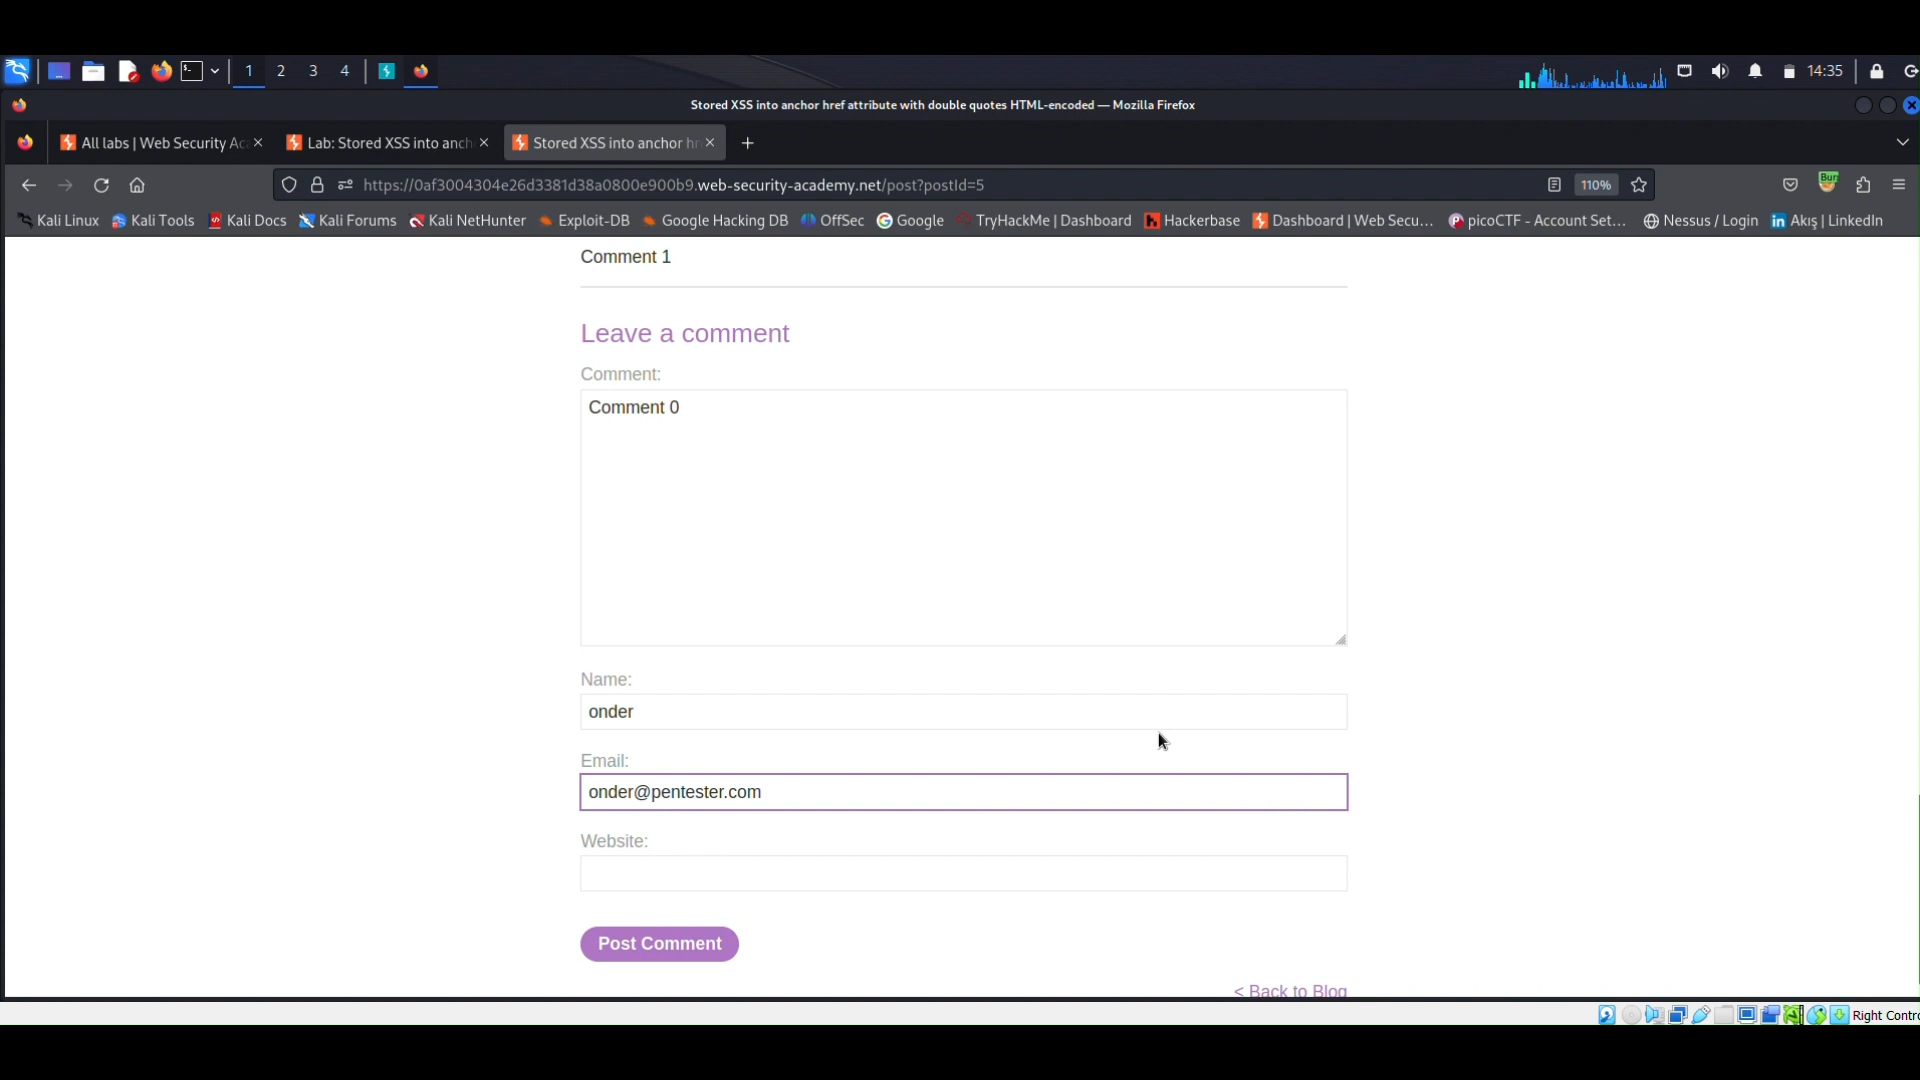 1 2 3 4 14:35
Stored XSS into anchor href attribute with double quotes HTML-encoded — Mozilla Firefox
All labs | Web Security Ac Lab: Stored XSS into anch Stored XSS into anchor hr
https://0af3004304e26d3381d38a0800e900b9.web-security-academy.net/post?postId=5 110% Bur
Kali Linux Kali Tools Kali Docs Kali Forums Kali NetHunter Exploit-DB Google Hacking DB OffSec Google TryHackMe | Dashboard Hackerbase Dashboard | Web Secu... picoCTF - Account Set... Nessus / Login Akış | LinkedIn
Comment 1
Leave a comment
Comment:
Comment 0
Name:
onder
Email:
onder@pentester.com
Website:
Post Comment
< Back to Blog
Right Contro